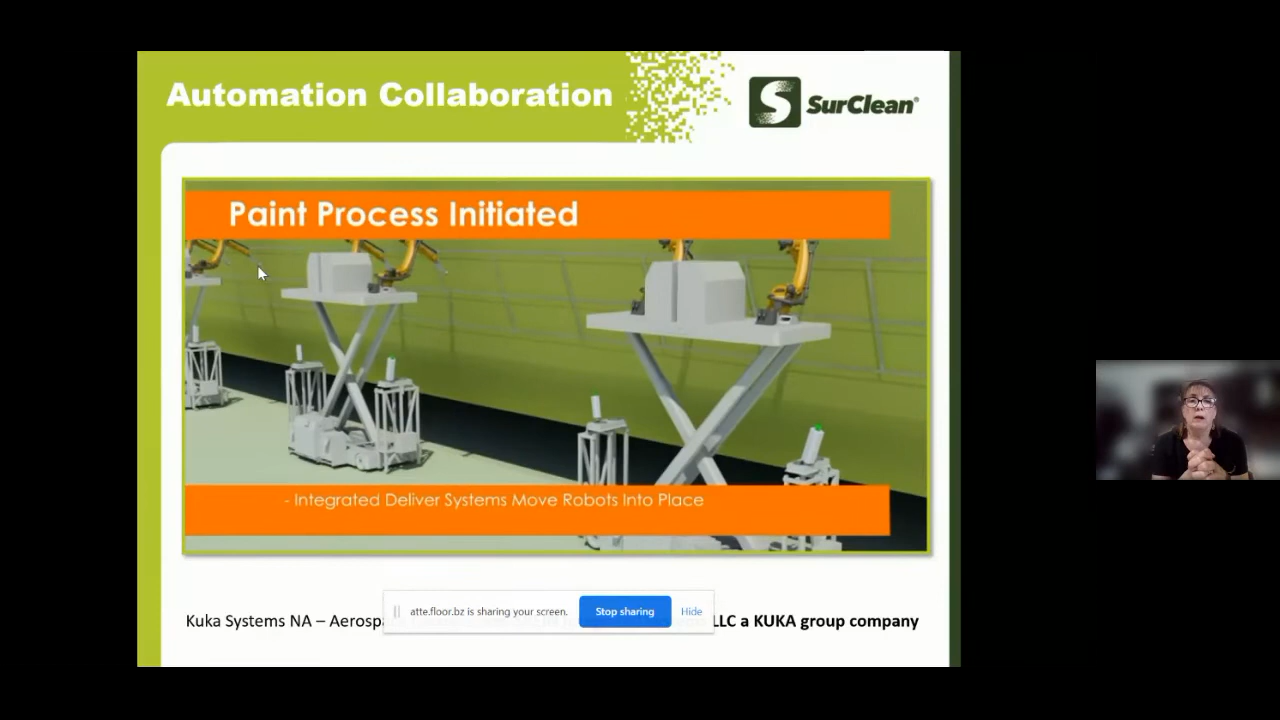 Automation Collaboration
SurClean®
Paint Process Initiated
- Integrated Deliver Systems Move Robots Into Place
atte.floor.bz is sharing your screen. Stop sharing Hide
Kuka Systems NA – LLC a KUKA group company